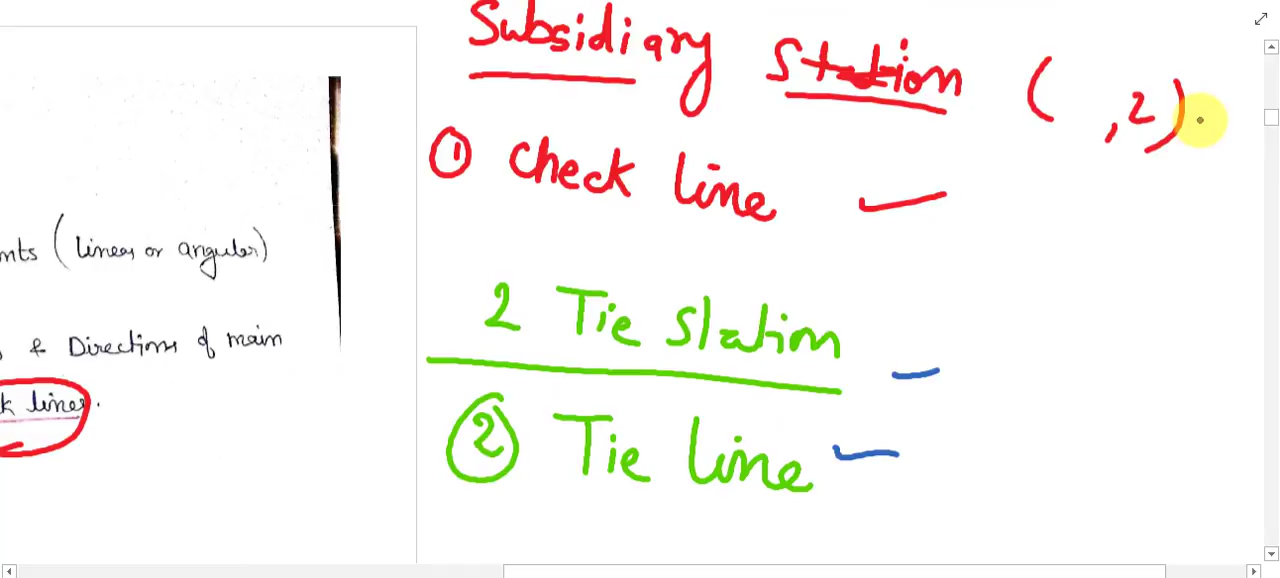 Subsidiary Station ( , 2)
① Check line
nts (linear or angular)
2 Tie Station
& Directions of main
k lines.
② Tie line